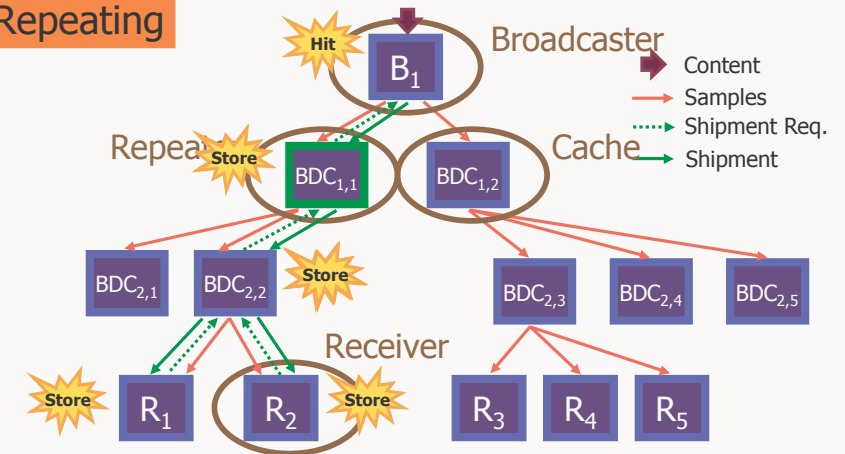 Repeating
Hit
Broadcaster
B1
Content
Samples
Shipment Req.
Shipment
Repeate
Store
Cache
BDC1,1
BDC1,2
BDC2,1
BDC2,2
Store
BDC2,3
BDC2,4
BDC2,5
Receiver
Store
R1
R2
Store
R3
R4
R5